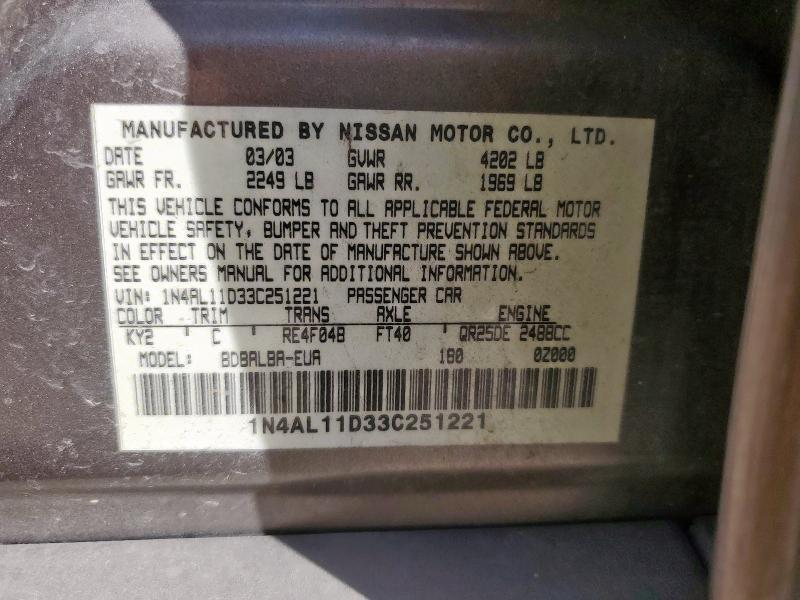 MANUFACTURED BY NISSAN MOTOR CO., LTD.
DATE 03/03 GVWR 4202 LB
GAWR FR. 2249 LB GAWR RR. 1969 LB
THIS VEHICLE CONFORMS TO ALL APPLICABLE FEDERAL MOTOR
VEHICLE SAFETY, BUMPER AND THEFT PREVENTION STANDARDS
IN EFFECT ON THE DATE OF MANUFACTURE SHOWN ABOVE.
SEE OWNERS MANUAL FOR ADDITIONAL INFORMATION.
VIN: 1N4AL11D33C251221 PASSENGER CAR
COLOR TRIM TRANS AXLE ENGINE
KY2 C RE4F04B FT40 QR25DE 2488CC
MODEL: BDBALBA-EUA 160 0Z000
1N4AL11D33C251221